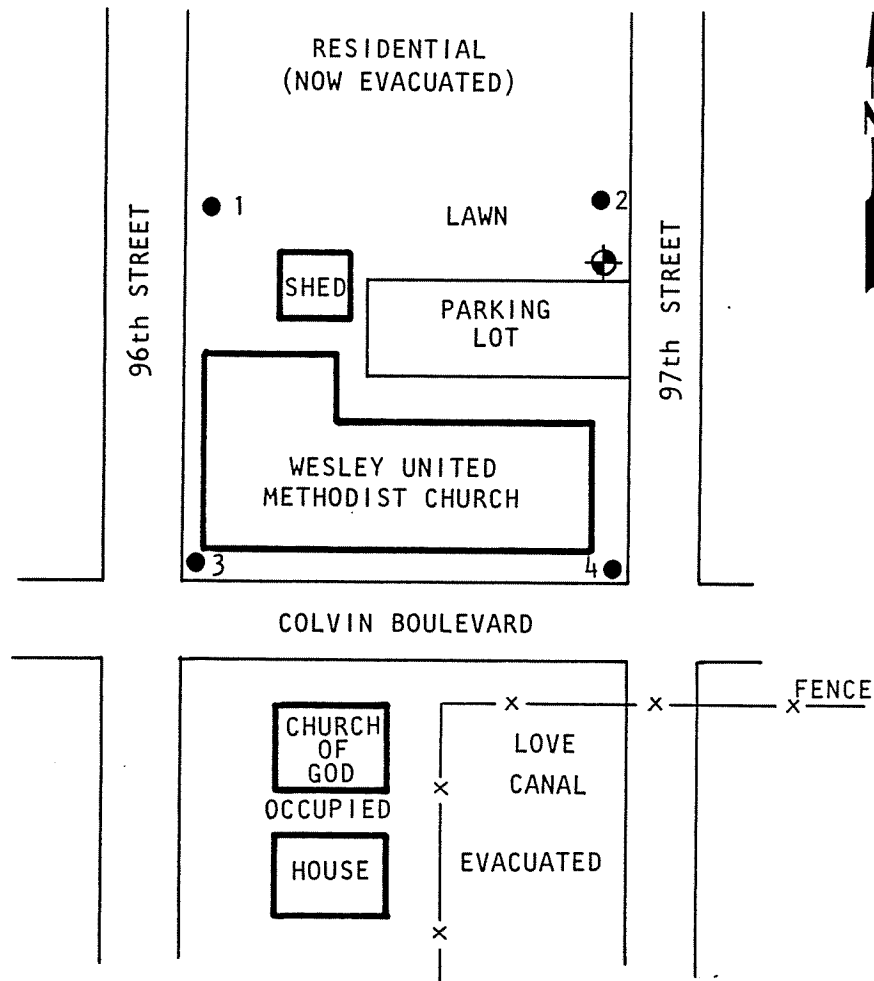 RESIDENTIAL
(NOW EVACUATED)
N
1
2
LAWN
96th STREET
SHED
97th STREET
PARKING
LOT
WESLEY UNITED
METHODIST CHURCH
3
4
COLVIN BOULEVARD
FENCE
CHURCH
OF
GOD
LOVE
CANAL
OCCUPIED
HOUSE
EVACUATED